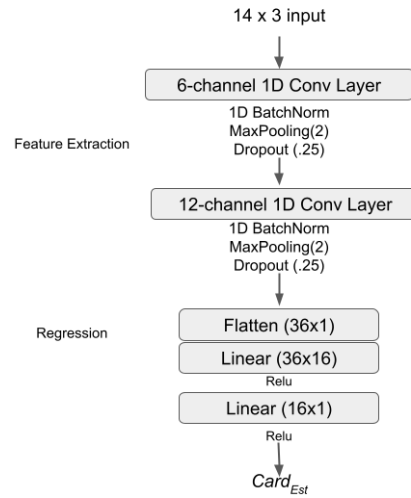 14 x 3 input
6-channel 1D Conv Layer
1D BatchNorm
MaxPooling(2)
Dropout (.25)
Feature Extraction
12-channel 1D Conv Layer
1D BatchNorm
MaxPooling(2)
Dropout (.25)
Regression
Flatten (36x1)
Linear (36x16)
Relu
Linear (16x1)
Relu
Card_Est